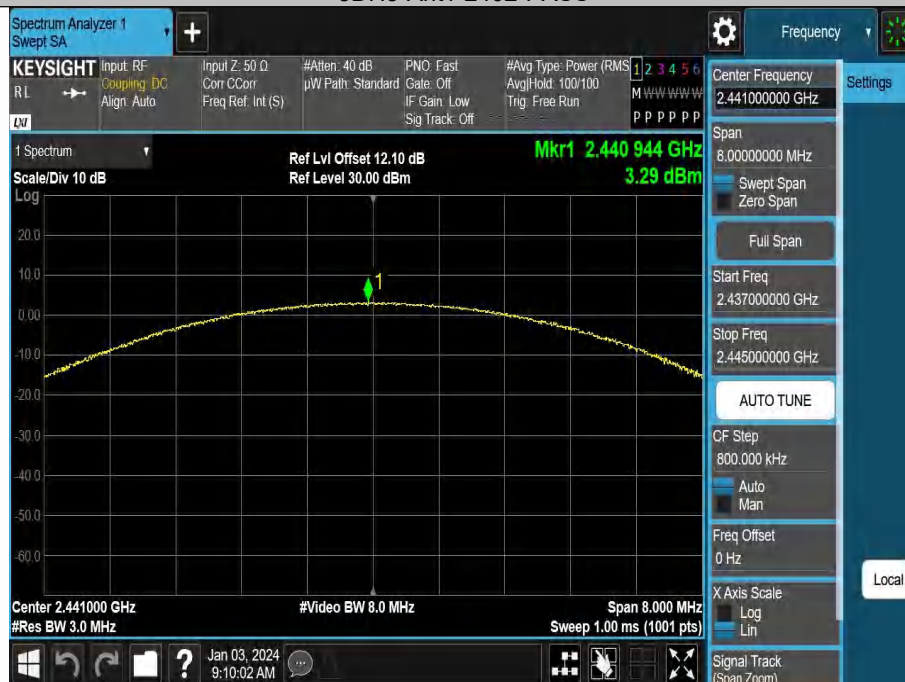 Spectrum Analyzer 1
Swept SA
Frequency
KEYSIGHT
RL
LXI
Input: RF
Coupling: DC
Align: Auto
Input Z: 50 Ω
Corr CCorr
Freq Ref: Int (S)
#Atten: 40 dB
µW Path: Standard
PNO: Fast
Gate: Off
IF Gain: Low
Sig Track: Off
#Avg Type: Power (RMS
Avg|Hold: 100/100
Trig: Free Run
1 2 3 4 5 6
M W W W W W
P P P P P P
1 Spectrum
Scale/Div 10 dB
Ref Lvl Offset 12.10 dB
Ref Level 30.00 dBm
Mkr1 2.440 944 GHz
3.29 dBm
Log
20.0
10.0
0.00
-10.0
-20.0
-30.0
-40.0
-50.0
-60.0
1
Center 2.441000 GHz
#Res BW 3.0 MHz
#Video BW 8.0 MHz
Span 8.000 MHz
Sweep 1.00 ms (1001 pts)
Jan 03, 2024
9:10:02 AM
Center Frequency
2.441000000 GHz
Settings
Span
8.00000000 MHz
Swept Span
Zero Span
Full Span
Start Freq
2.437000000 GHz
Stop Freq
2.445000000 GHz
AUTO TUNE
CF Step
800.000 kHz
Auto
Man
Freq Offset
0 Hz
X Axis Scale
Log
Lin
Local
Signal Track
(Span Zoom)